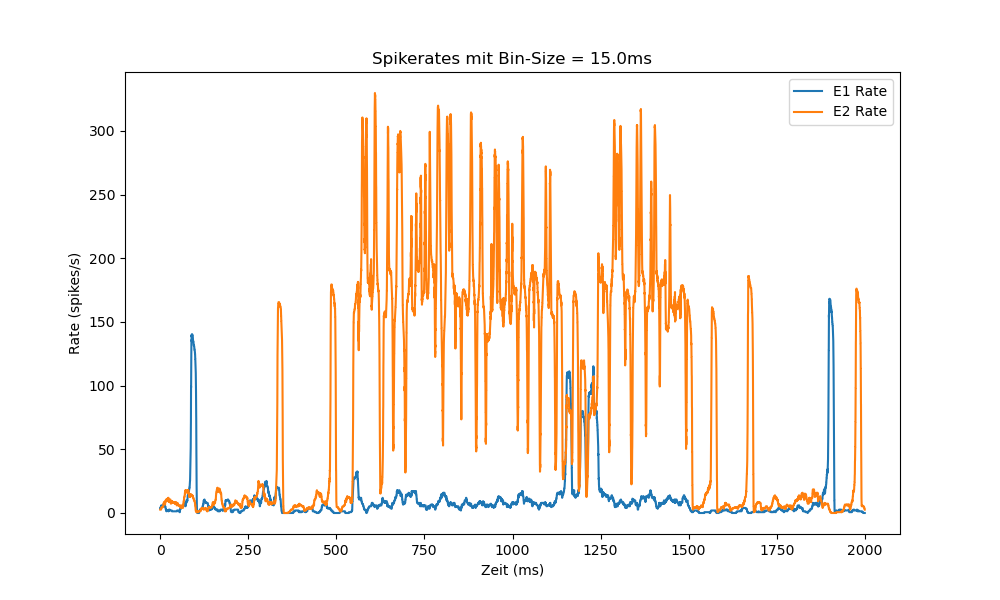 Spikerates mit Bin-Size = 15.0ms
E1 Rate
E2 Rate
Rate (spikes/s)
300
250
200
150
100
50
0
0 250 500 750 1000 1250 1500 1750 2000
Zeit (ms)